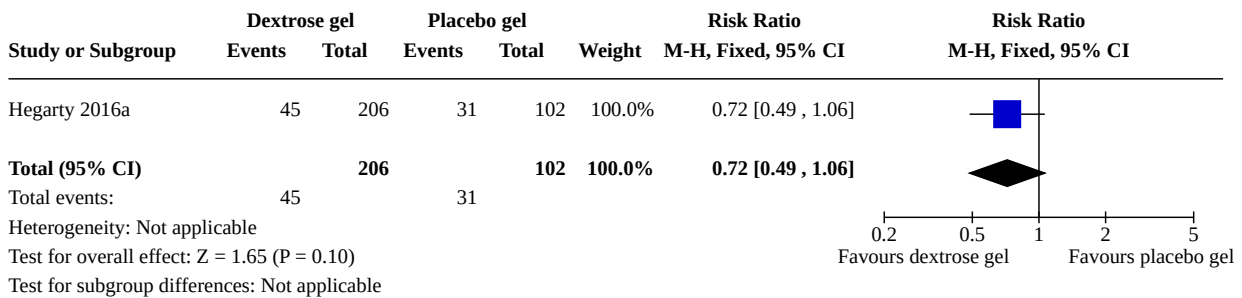 Dextrose gel Placebo gel Risk Ratio Risk Ratio
Study or Subgroup Events Total Events Total Weight M-H, Fixed, 95% CI M-H, Fixed, 95% CI
Hegarty 2016a 45 206 31 102 100.0% 0.72 [0.49 , 1.06]
Total (95% CI) 206 102 100.0% 0.72 [0.49 , 1.06]
Total events: 45 31
Heterogeneity: Not applicable
0.2 0.5 1 2 5
Test for overall effect: Z = 1.65 (P = 0.10) Favours dextrose gel Favours placebo gel
Test for subgroup differences: Not applicable